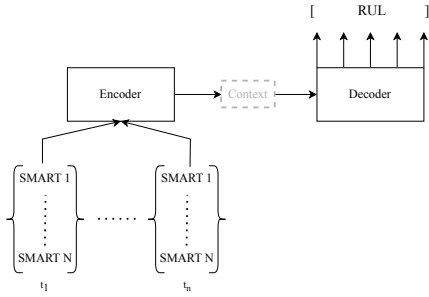 [ RUL ]
Encoder
Context
Decoder
SMART 1
SMART 1
SMART N
SMART N
t1
tn